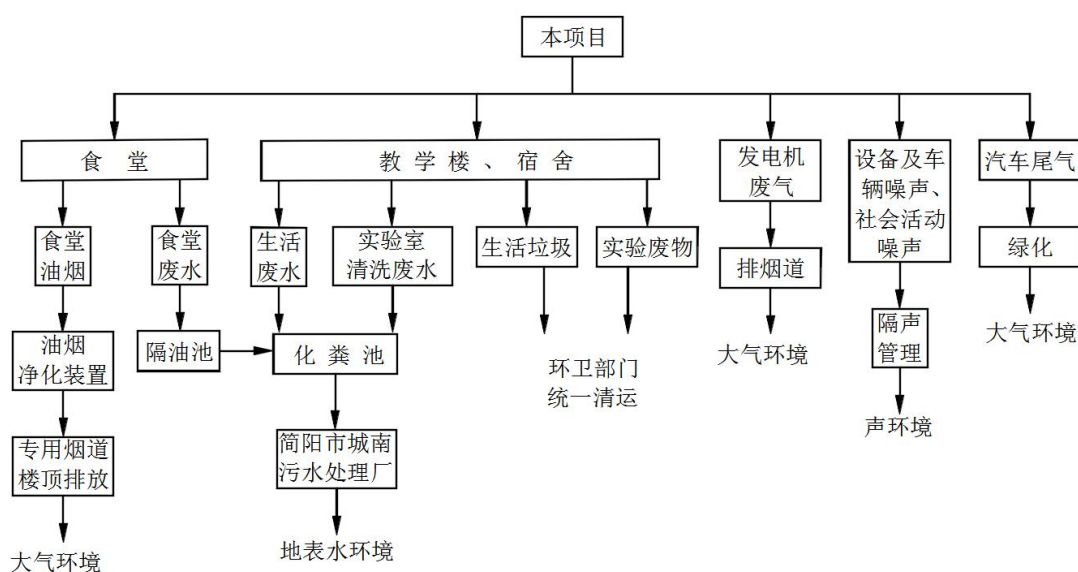 本项目
食 堂
教 学 楼 、 宿 舍
发电机
废气
设备及车
辆噪声、
社会活动
噪声
汽车尾气
食堂
油烟
食堂
废水
生活
废水
实验室
清洗废水
生活垃圾
实验废物
排烟道
绿化
油烟
净化装置
隔油池
化 粪 池
环卫部门
统一清运
大气环境
隔声
管理
大气环境
专用烟道
楼顶排放
简阳市城南
污水处理厂
声环境
大气环境
地表水环境